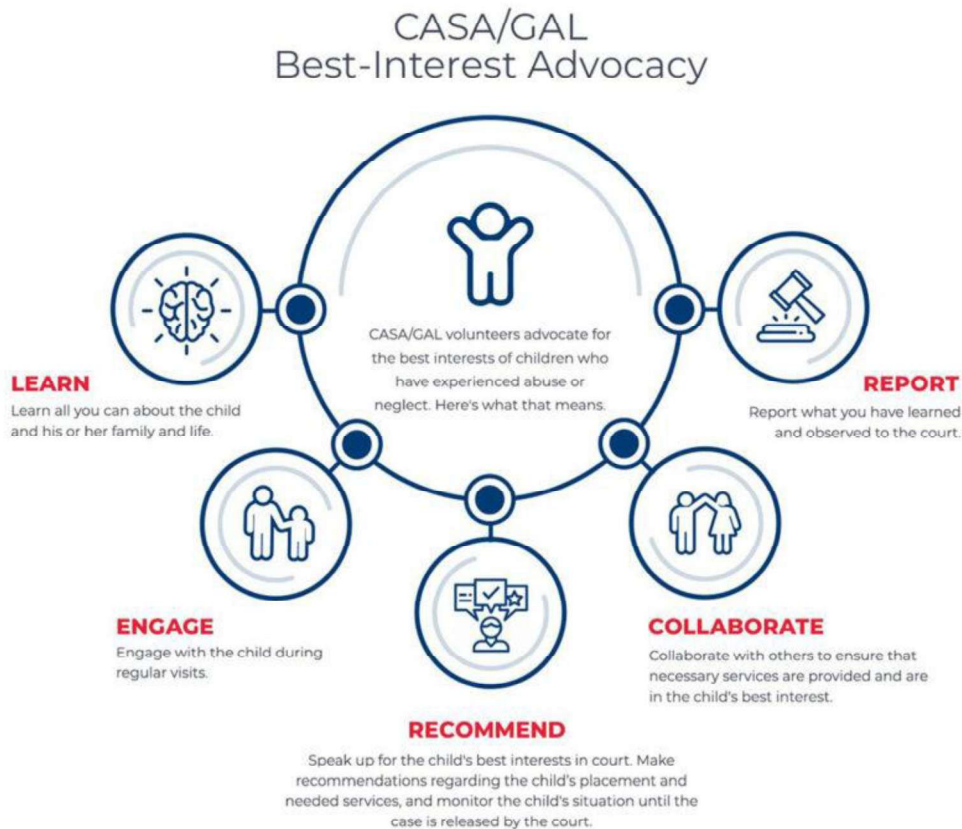 CASA/GAL
Best-Interest Advocacy
CASA/GAL volunteers advocate for
the best interests of children who
have experienced abuse or
neglect. Here's what that means.
LEARN
Learn all you can about the child
and his or her family and life.
ENGAGE
Engage with the child during
regular visits.
RECOMMEND
Speak up for the child's best interests in court. Make
recommendations regarding the child's placement and
needed services, and monitor the child's situation until the
case is released by the court.
COLLABORATE
Collaborate with others to ensure that
necessary services are provided and are
in the child's best interest.
REPORT
Report what you have learned
and observed to the court.